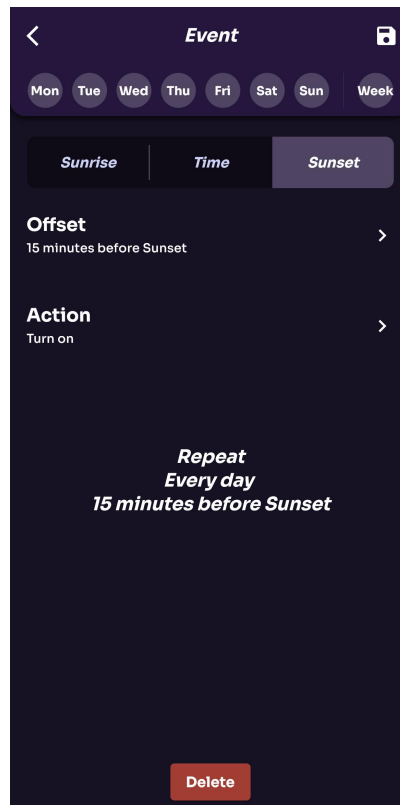 Event
Mon Tue Wed Thu Fri Sat Sun Week
Sunrise Time Sunset
Offset
15 minutes before Sunset
Action
Turn on
Repeat
Every day
15 minutes before Sunset
Delete